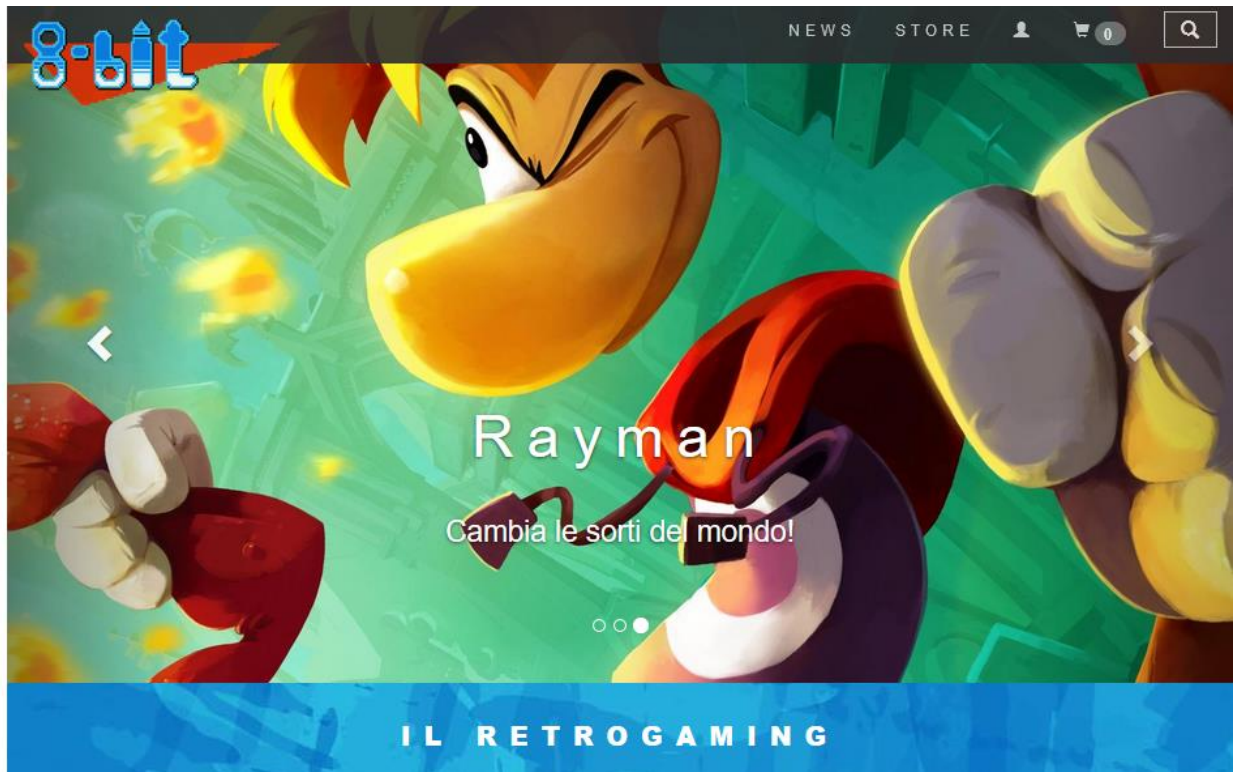 8-bit
NEWS STORE 0
Rayman
Cambia le sorti del mondo!
IL RETROGAMING